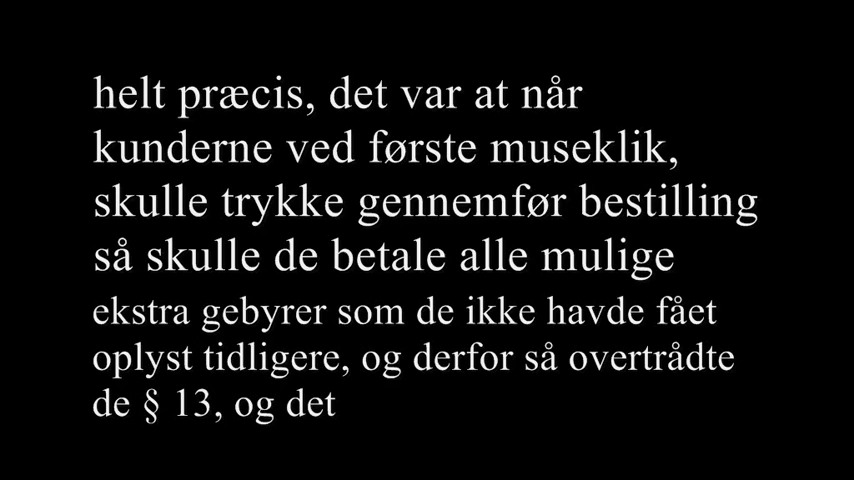 helt præcis, det var at når
kunderne ved første museklik,
skulle trykke gennemfør bestilling
så skulle de betale alle mulige
ekstra gebyrer som de ikke havde fået
oplyst tidligere, og derfor så overtrådte
de § 13, og det